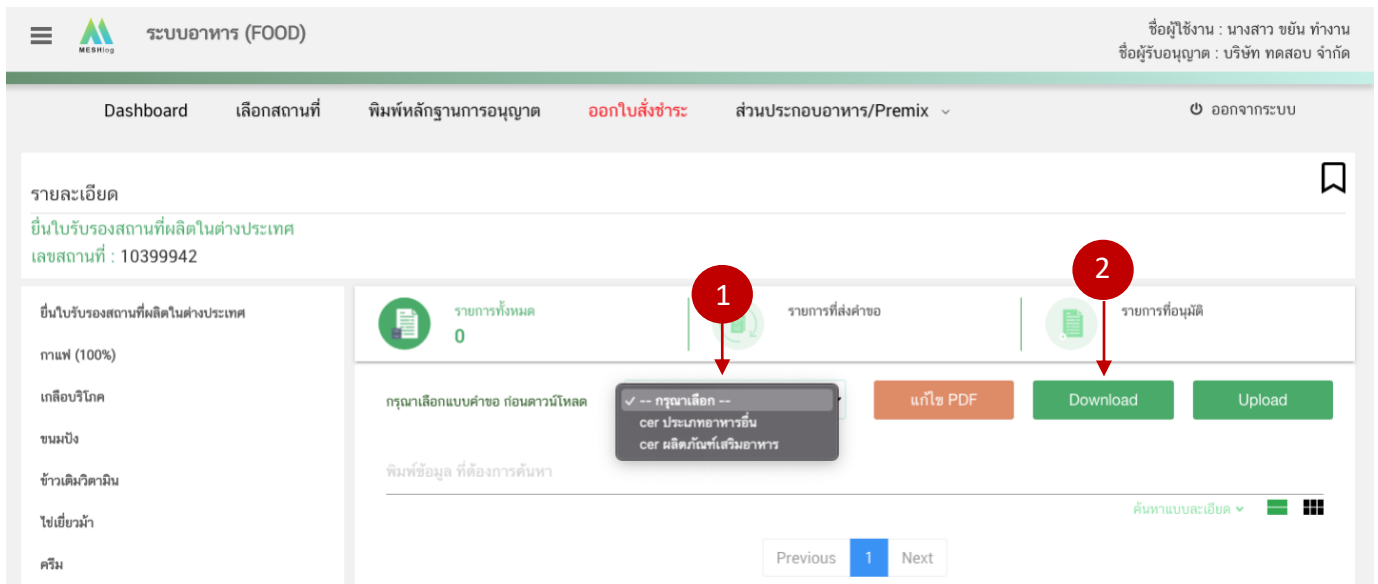 ระบบอาหาร (FOOD)
MESHlog
ชื่อผู้ใช้งาน : นางสาว ขยัน ทำงาน
ชื่อผู้รับอนุญาต : บริษัท ทดสอบ จำกัด
Dashboard เลือกสถานที่ พิมพ์หลักฐานการอนุญาต ออกใบสั่งชำระ ส่วนประกอบอาหาร/Premix ออกจากระบบ
รายละเอียด
ยื่นใบรับรองสถานที่ผลิตในต่างประเทศ
เลขสถานที่ : 10399942
1
2
ยื่นใบรับรองสถานที่ผลิตในต่างประเทศ
กาแฟ (100%)
เกลือบริโภค
ขนมปัง
ข้าวเติมวิตามิน
ไข่เยี่ยวม้า
ครีม
รายการทั้งหมด
0
รายการที่ส่งคำขอ
รายการที่อนุมัติ
กรุณาเลือกแบบคำขอ ก่อนดาวน์โหลด
✓ -- กรุณาเลือก --
cer ประเภทอาหารอื่น
cer ผลิตภัณฑ์เสริมอาหาร
แก้ไข PDF
Download
Upload
พิมพ์ข้อมูล ที่ต้องการค้นหา
ค้นหาแบบละเอียด
Previous 1 Next